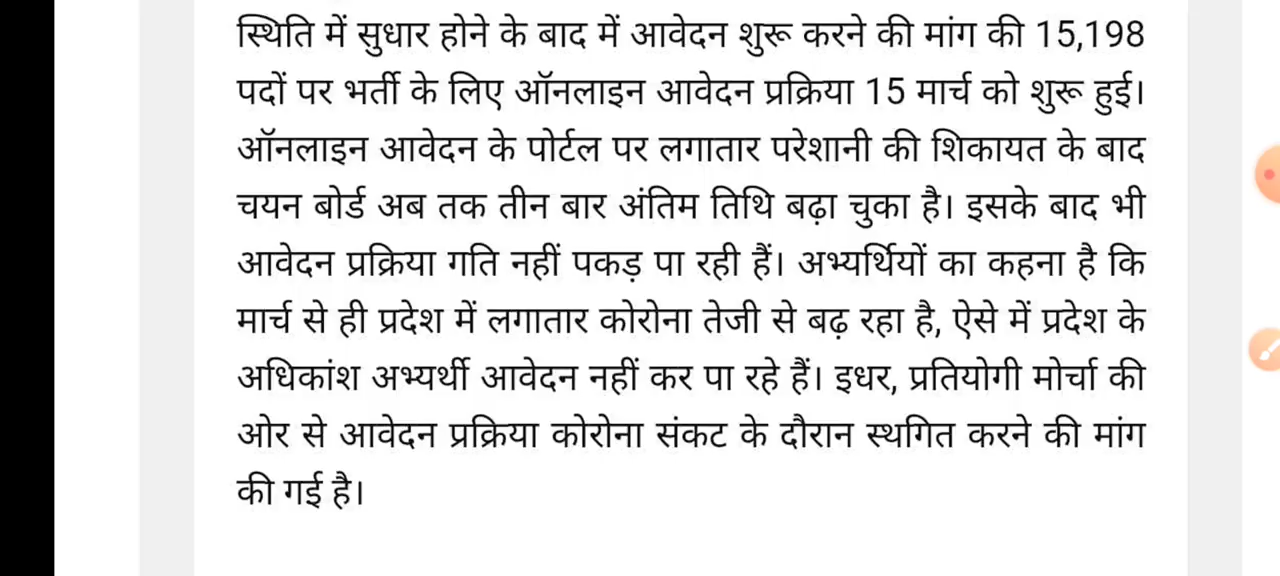 स्थिति में सुधार होने के बाद में आवेदन शुरू करने की मांग की 15,198
पदों पर भर्ती के लिए ऑनलाइन आवेदन प्रक्रिया 15 मार्च को शुरू हुई।
ऑनलाइन आवेदन के पोर्टल पर लगातार परेशानी की शिकायत के बाद
चयन बोर्ड अब तक तीन बार अंतिम तिथि बढ़ा चुका है। इसके बाद भी
आवेदन प्रक्रिया गति नहीं पकड़ पा रही हैं। अभ्यर्थियों का कहना है कि
मार्च से ही प्रदेश में लगातार कोरोना तेजी से बढ़ रहा है, ऐसे में प्रदेश के
अधिकांश अभ्यर्थी आवेदन नहीं कर पा रहे हैं। इधर, प्रतियोगी मोर्चा की
ओर से आवेदन प्रक्रिया कोरोना संकट के दौरान स्थगित करने की मांग
की गई है।